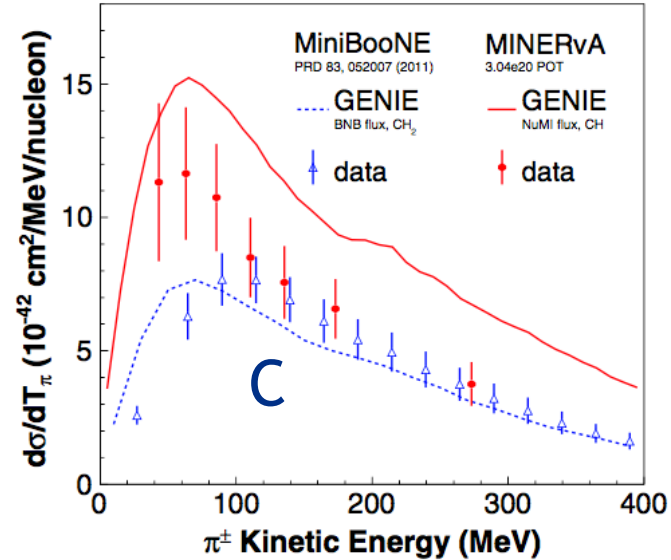 MiniBooNE MINERvA
PRD 83, 052007 (2011) 3.04e20 POT
GENIE GENIE
BNB flux, CH₂ NuMI flux, CH
data data
C
15
10
5
0
0 100 200 300 400
dσ/dTπ (10⁻⁴² cm²/MeV/nucleon)
π± Kinetic Energy (MeV)